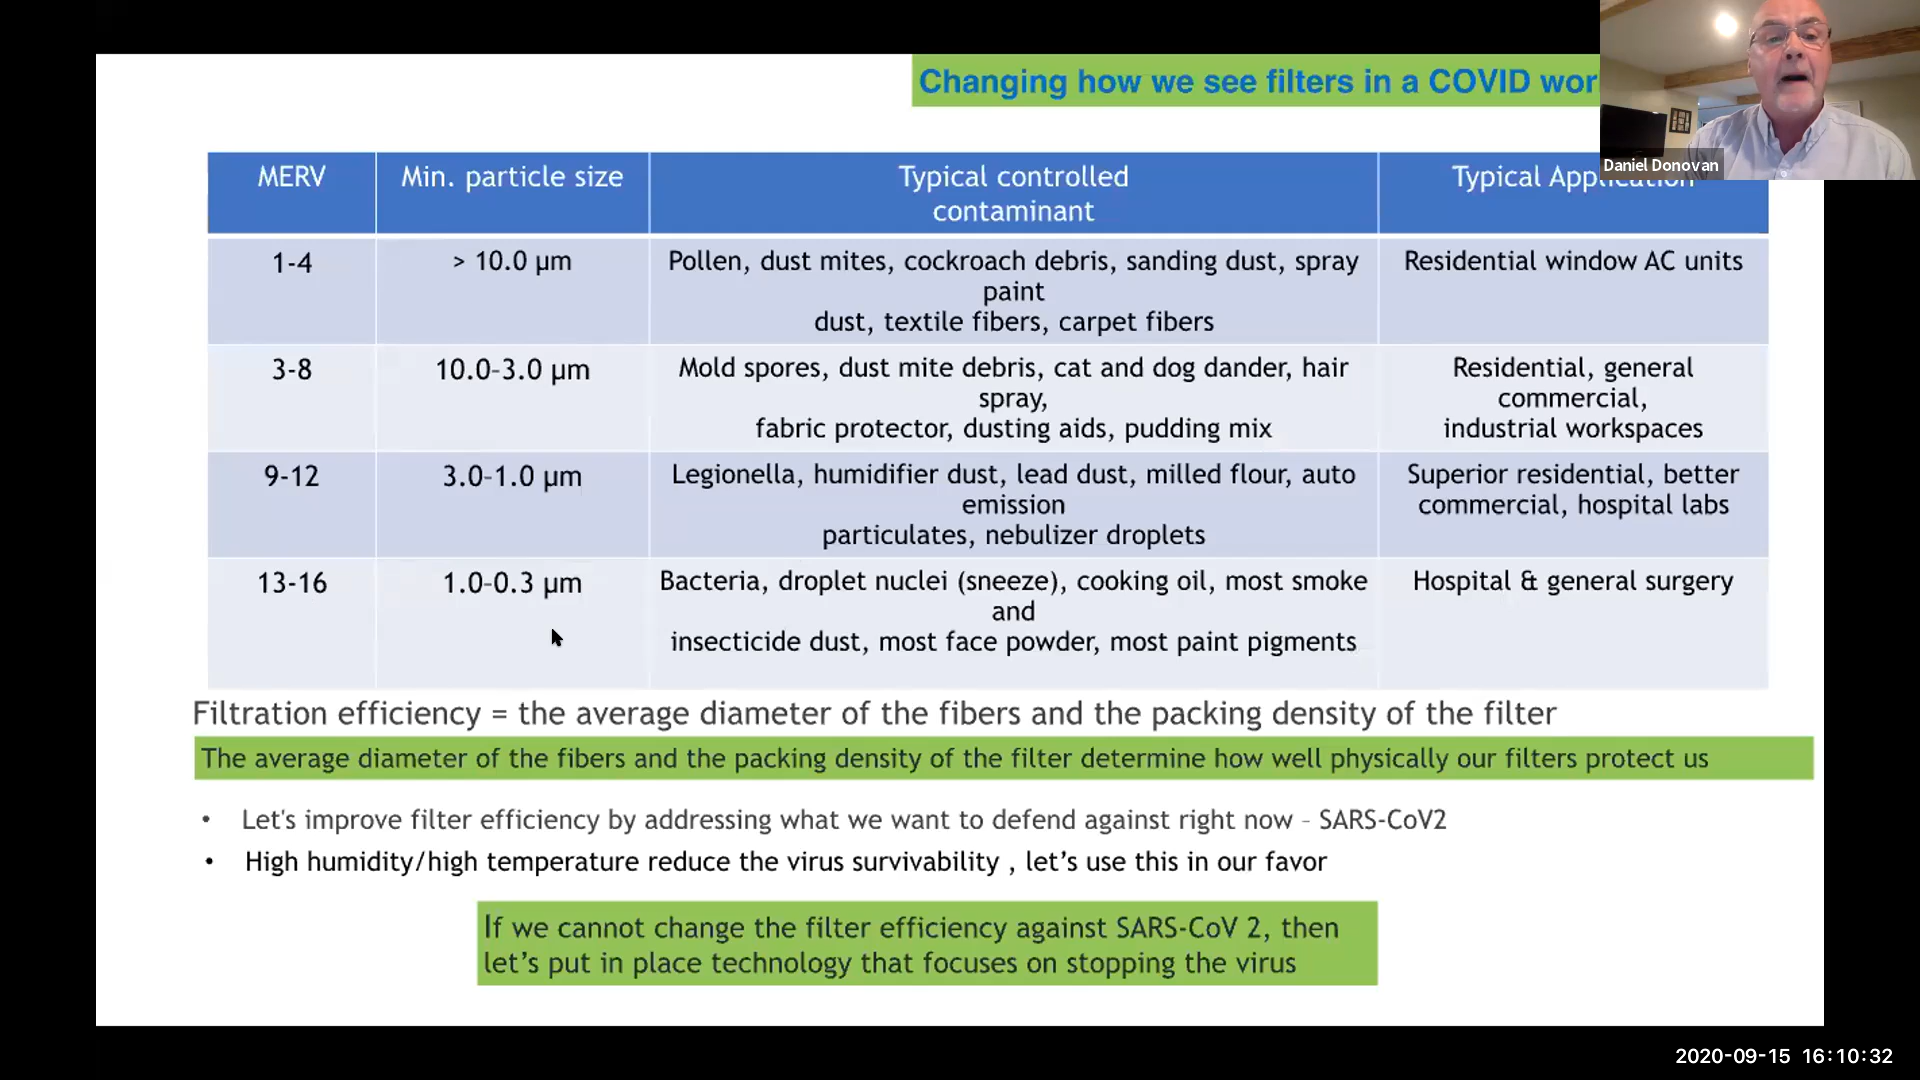 Changing how we see filters in a COVID wor
Daniel Donovan
MERV
Min. particle size
Typical controlled
contaminant
Typical Application
1-4
> 10.0 µm
Pollen, dust mites, cockroach debris, sanding dust, spray
paint
dust, textile fibers, carpet fibers
Residential window AC units
3-8
10.0–3.0 µm
Mold spores, dust mite debris, cat and dog dander, hair
spray,
fabric protector, dusting aids, pudding mix
Residential, general
commercial,
industrial workspaces
9-12
3.0–1.0 µm
Legionella, humidifier dust, lead dust, milled flour, auto
emission
particulates, nebulizer droplets
Superior residential, better
commercial, hospital labs
13-16
1.0–0.3 µm
Bacteria, droplet nuclei (sneeze), cooking oil, most smoke
and
insecticide dust, most face powder, most paint pigments
Hospital & general surgery
Filtration efficiency = the average diameter of the fibers and the packing density of the filter
The average diameter of the fibers and the packing density of the filter determine how well physically our filters protect us
• Let's improve filter efficiency by addressing what we want to defend against right now – SARS-CoV2
• High humidity/high temperature reduce the virus survivability , let’s use this in our favor
If we cannot change the filter efficiency against SARS-CoV 2, then
let’s put in place technology that focuses on stopping the virus
2020-09-15 16:10:32